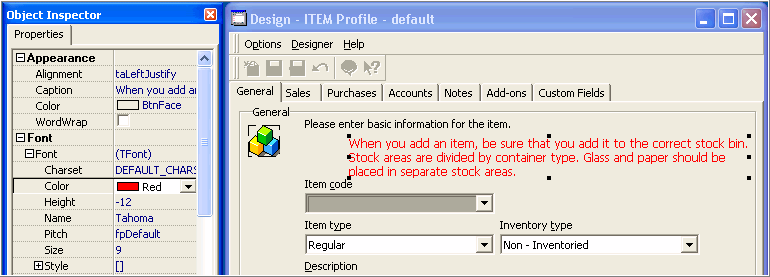 Object Inspector
Properties
Appearance
Alignment taLeftJustify
Caption When you add ar
Color BtnFace
WordWrap
Font
Font (TFont)
Charset DEFAULT_CHARS
Color Red
Height -12
Name Tahoma
Pitch fpDefault
Size 9
Style []
Design - ITEM Profile - default
Options Designer Help
General Sales Purchases Accounts Notes Add-ons Custom Fields
General
Please enter basic information for the item.
When you add an item, be sure that you add it to the correct stock bin.
Stock areas are divided by container type. Glass and paper should be
placed in separate stock areas.
Item code
Item type Inventory type
Regular Non - Inventoried
Description